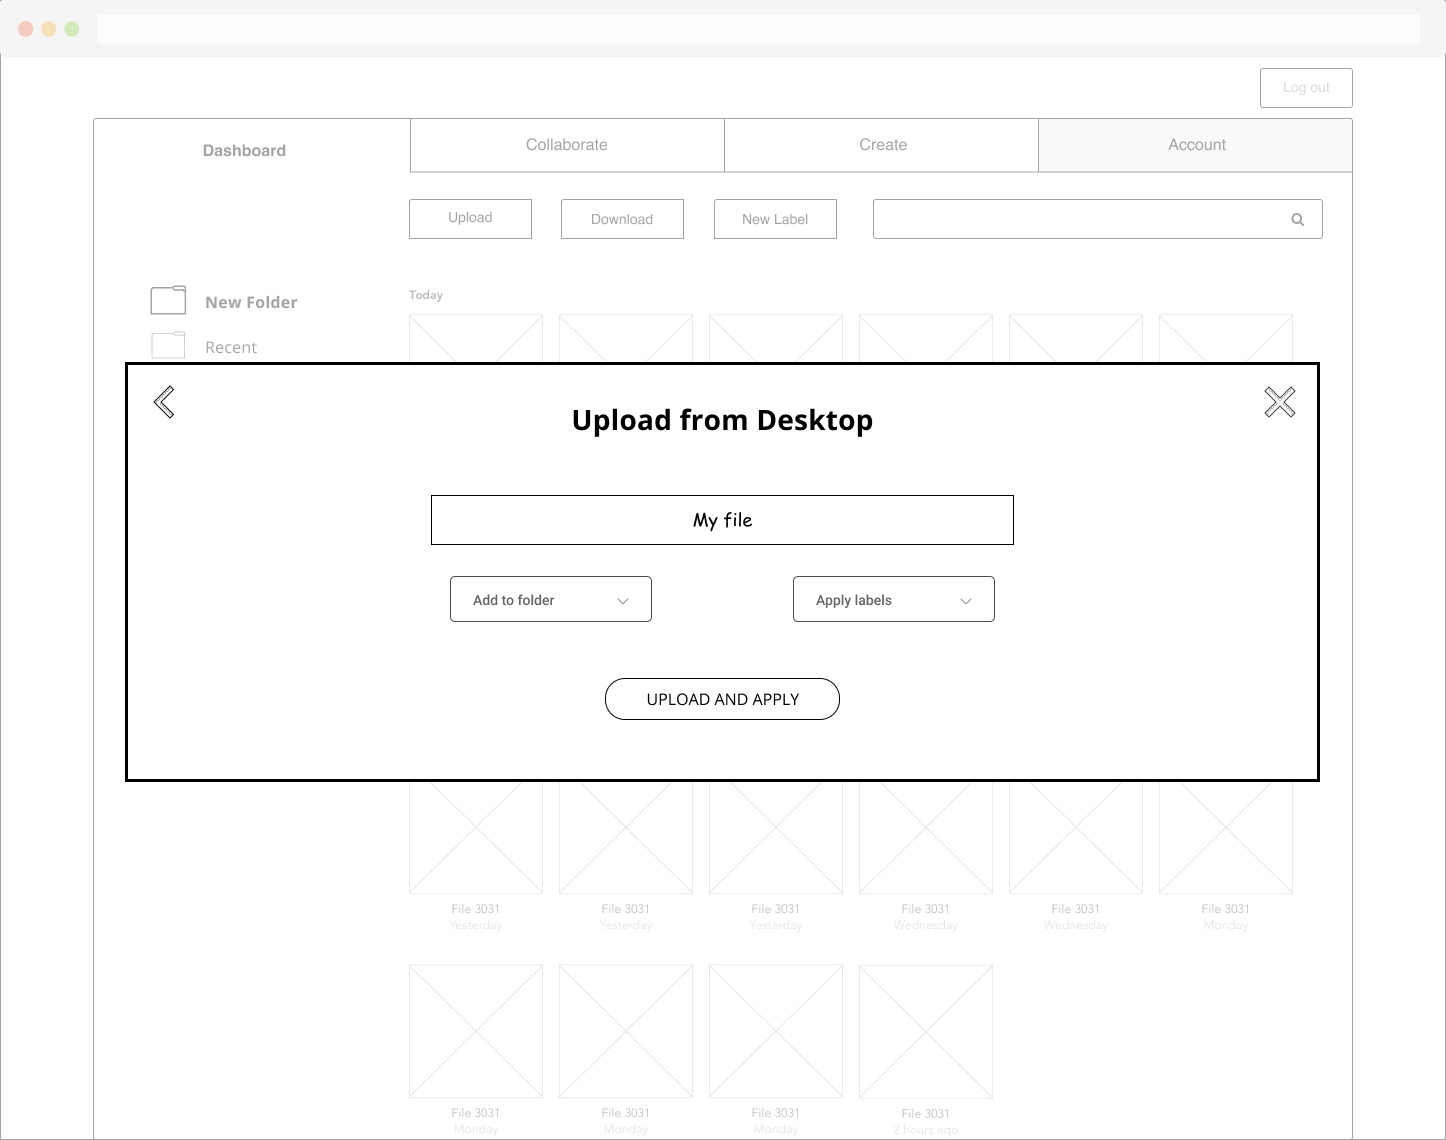 Log out
Dashboard
Collaborate
Create
Account
Upload
Download
New Label
New Folder
Today
Recent
Upload from Desktop
My file
Add to folder
Apply labels
UPLOAD AND APPLY
File 3031
Yesterday
File 3031
Yesterday
File 3031
Yesterday
File 3031
Wednesday
File 3031
Wednesday
File 3031
Monday
File 3031
Monday
File 3031
Monday
File 3031
Monday
File 3031
2 hours ago